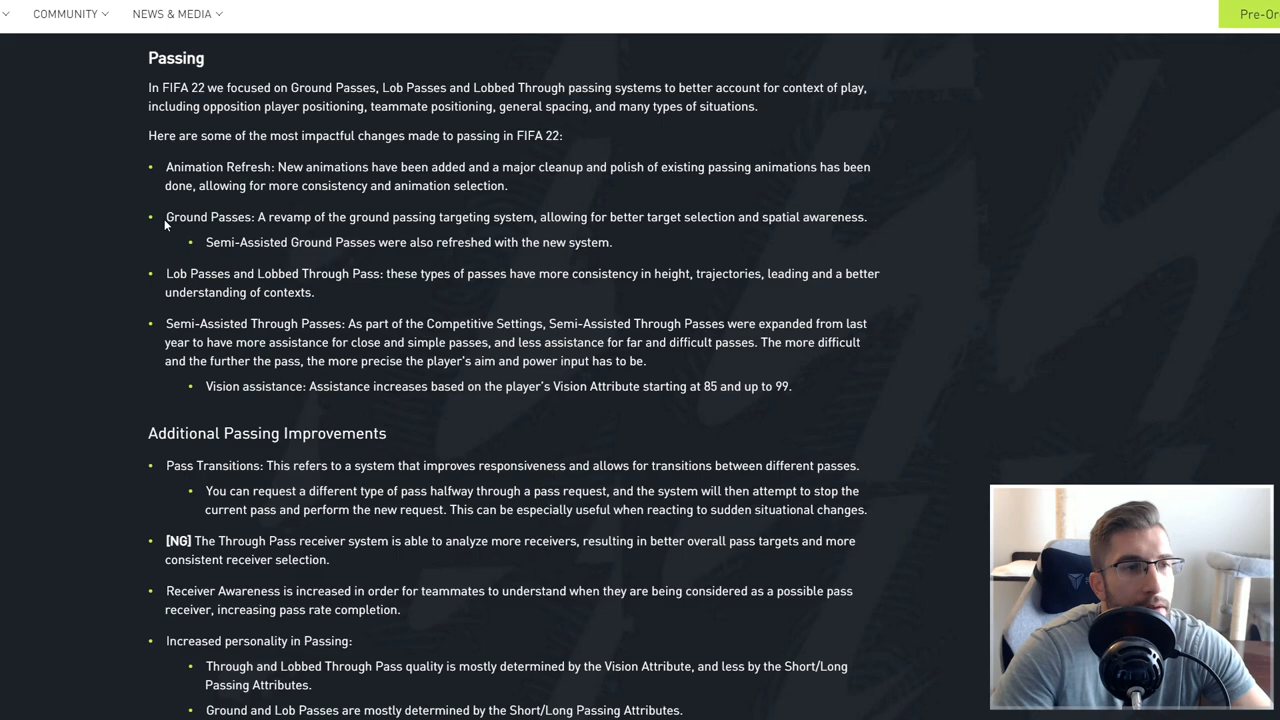 COMMUNITY NEWS & MEDIA
Passing
In FIFA 22 we focused on Ground Passes, Lob Passes and Lobbed Through passing systems to better account for context of play,
including opposition player positioning, teammate positioning, general spacing, and many types of situations.
Here are some of the most impactful changes made to passing in FIFA 22:
• Animation Refresh: New animations have been added and a major cleanup and polish of existing passing animations has been
done, allowing for more consistency and animation selection.
• Ground Passes: A revamp of the ground passing targeting system, allowing for better target selection and spatial awareness.
• Semi-Assisted Ground Passes were also refreshed with the new system.
• Lob Passes and Lobbed Through Pass: these types of passes have more consistency in height, trajectories, leading and a better
understanding of contexts.
• Semi-Assisted Through Passes: As part of the Competitive Settings, Semi-Assisted Through Passes were expanded from last
year to have more assistance for close and simple passes, and less assistance for far and difficult passes. The more difficult
and the further the pass, the more precise the player's aim and power input has to be.
• Vision assistance: Assistance increases based on the player's Vision Attribute starting at 85 and up to 99.
Additional Passing Improvements
• Pass Transitions: This refers to a system that improves responsiveness and allows for transitions between different passes.
• You can request a different type of pass halfway through a pass request, and the system will then attempt to stop the
current pass and perform the new request. This can be especially useful when reacting to sudden situational changes.
• [NG] The Through Pass receiver system is able to analyze more receivers, resulting in better overall pass targets and more
consistent receiver selection.
• Receiver Awareness is increased in order for teammates to understand when they are being considered as a possible pass
receiver, increasing pass rate completion.
• Increased personality in Passing:
• Through and Lobbed Through Pass quality is mostly determined by the Vision Attribute, and less by the Short/Long
Passing Attributes.
• Ground and Lob Passes are mostly determined by the Short/Long Passing Attributes.
Pre-Or